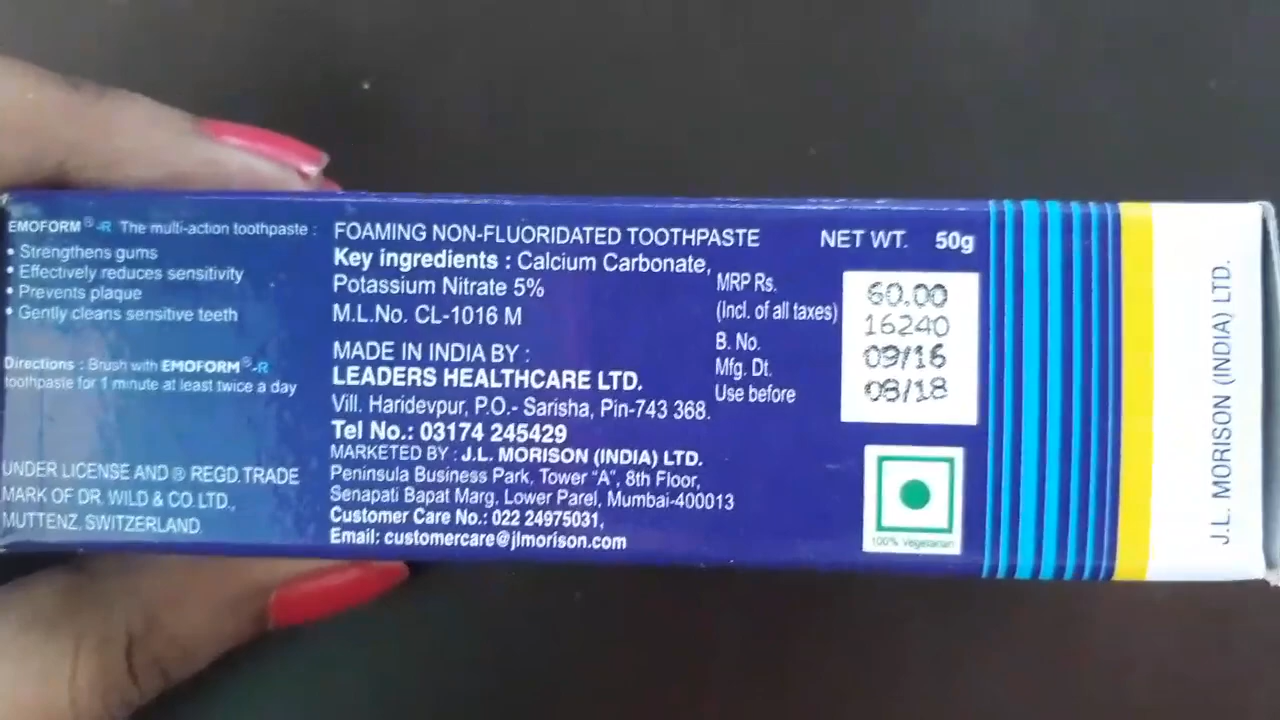 EMOFORM®-R The multi-action toothpaste :
• Strengthens gums
• Effectively reduces sensitivity
• Prevents plaque
• Gently cleans sensitive teeth
Directions : Brush with EMOFORM®-R
toothpaste for 1 minute at least twice a day
UNDER LICENSE AND ® REGD. TRADE
MARK OF DR. WILD & CO. LTD.,
MUTTENZ, SWITZERLAND.
FOAMING NON-FLUORIDATED TOOTHPASTE
Key ingredients : Calcium Carbonate,
Potassium Nitrate 5%
M.L.No. CL-1016 M
MADE IN INDIA BY :
LEADERS HEALTHCARE LTD.
Vill. Haridevpur, P.O.- Sarisha, Pin-743 368.
Tel No.: 03174 245429
MARKETED BY : J.L. MORISON (INDIA) LTD.
Peninsula Business Park, Tower "A", 8th Floor,
Senapati Bapat Marg, Lower Parel, Mumbai-400013
Customer Care No.: 022 24975031,
Email: customercare@jlmorison.com
NET WT. 50g
MRP Rs. 60.00
(Incl. of all taxes)
B. No. 16240
Mfg. Dt. 09/16
Use before 08/18
100% Vegetarian
J.L. MORISON (INDIA) LTD.